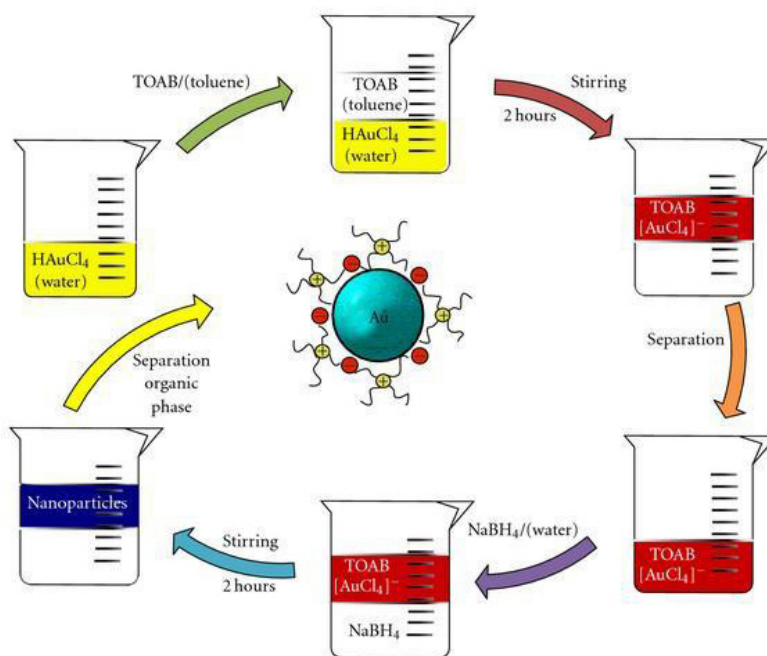 TOAB/(toluene)
TOAB
(toluene)
HAuCl₄
(water)
Stirring
2 hours
HAuCl₄
(water)
TOAB
[AuCl₄]⁻
Au
Separation
Separation
organic
phase
Nanoparticles
Stirring
2 hours
TOAB
[AuCl₄]⁻
NaBH₄
NaBH₄/(water)
TOAB
[AuCl₄]⁻